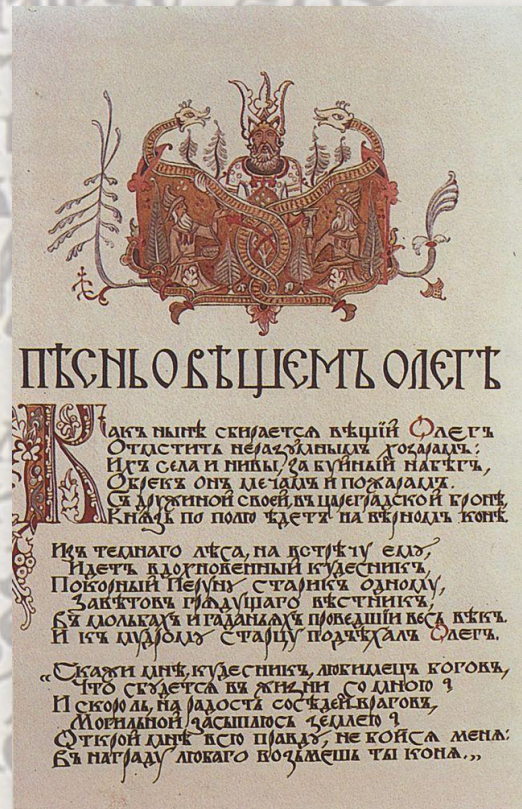 ПѢСНЬ О ВѢЩЕМЪ ОЛЕГѢ
Какъ нынѣ сбирается вѣщій Олегъ
Отмстить неразумнымъ хозарамъ:
Ихъ села и нивы, за буйный набѣгъ,
Обрекъ онъ мечамъ и пожарамъ.
Съ дружиной своей, въ цареградской бронѣ,
Князь по полю ѣдетъ на вѣрномъ конѣ.
Изъ темнаго лѣса, на встрѣчу ему,
Идетъ вдохновенный кудесникъ,
Покорный Перуну старикъ одному,
Завѣтовъ грядущаго вѣстникъ,
Въ мольбахъ и гаданьяхъ проведшій весь вѣкъ.
И къ мудрому старцу подъѣхалъ Олегъ.
„Скажи мнѣ, кудесникъ, любимецъ боговъ,
Что сбудется въ жизни со мною?
И скоро ль, на радость сосѣдей враговъ,
Могильной засыплюсь землею?
Открой мнѣ всю правду, не бойся меня:
Въ награду любаго возьмешь ты коня.„